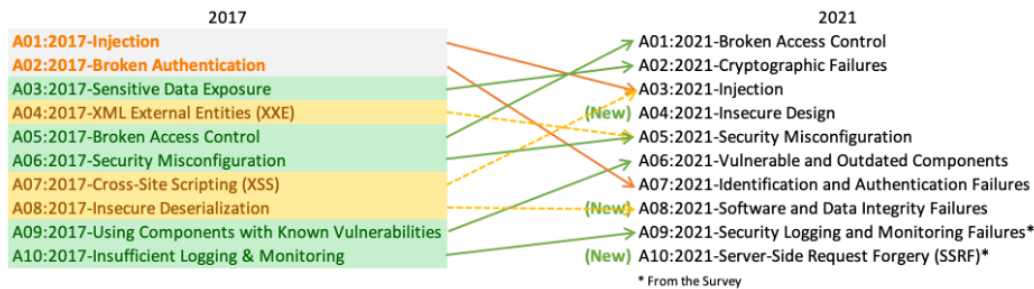 2017 2021
A01:2017-Injection A01:2021-Broken Access Control
A02:2017-Broken Authentication A02:2021-Cryptographic Failures
A03:2017-Sensitive Data Exposure A03:2021-Injection
A04:2017-XML External Entities (XXE) (New) A04:2021-Insecure Design
A05:2017-Broken Access Control A05:2021-Security Misconfiguration
A06:2017-Security Misconfiguration A06:2021-Vulnerable and Outdated Components
A07:2017-Cross-Site Scripting (XSS) A07:2021-Identification and Authentication Failures
A08:2017-Insecure Deserialization (New) A08:2021-Software and Data Integrity Failures
A09:2017-Using Components with Known Vulnerabilities A09:2021-Security Logging and Monitoring Failures*
A10:2017-Insufficient Logging & Monitoring (New) A10:2021-Server-Side Request Forgery (SSRF)*
* From the Survey